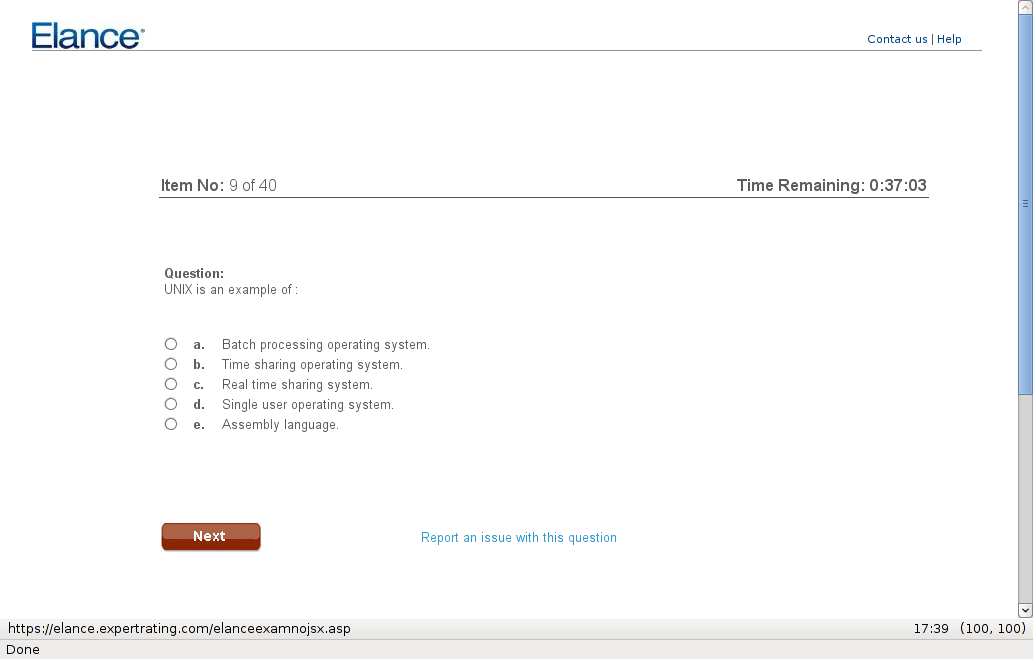 Elance®
Contact us | Help
Item No: 9 of 40 Time Remaining: 0:37:03
Question:
UNIX is an example of :
a. Batch processing operating system.
b. Time sharing operating system.
c. Real time sharing system.
d. Single user operating system.
e. Assembly language.
Next Report an issue with this question
https://elance.expertrating.com/elanceexamnojsx.asp 17:39 (100, 100)
Done